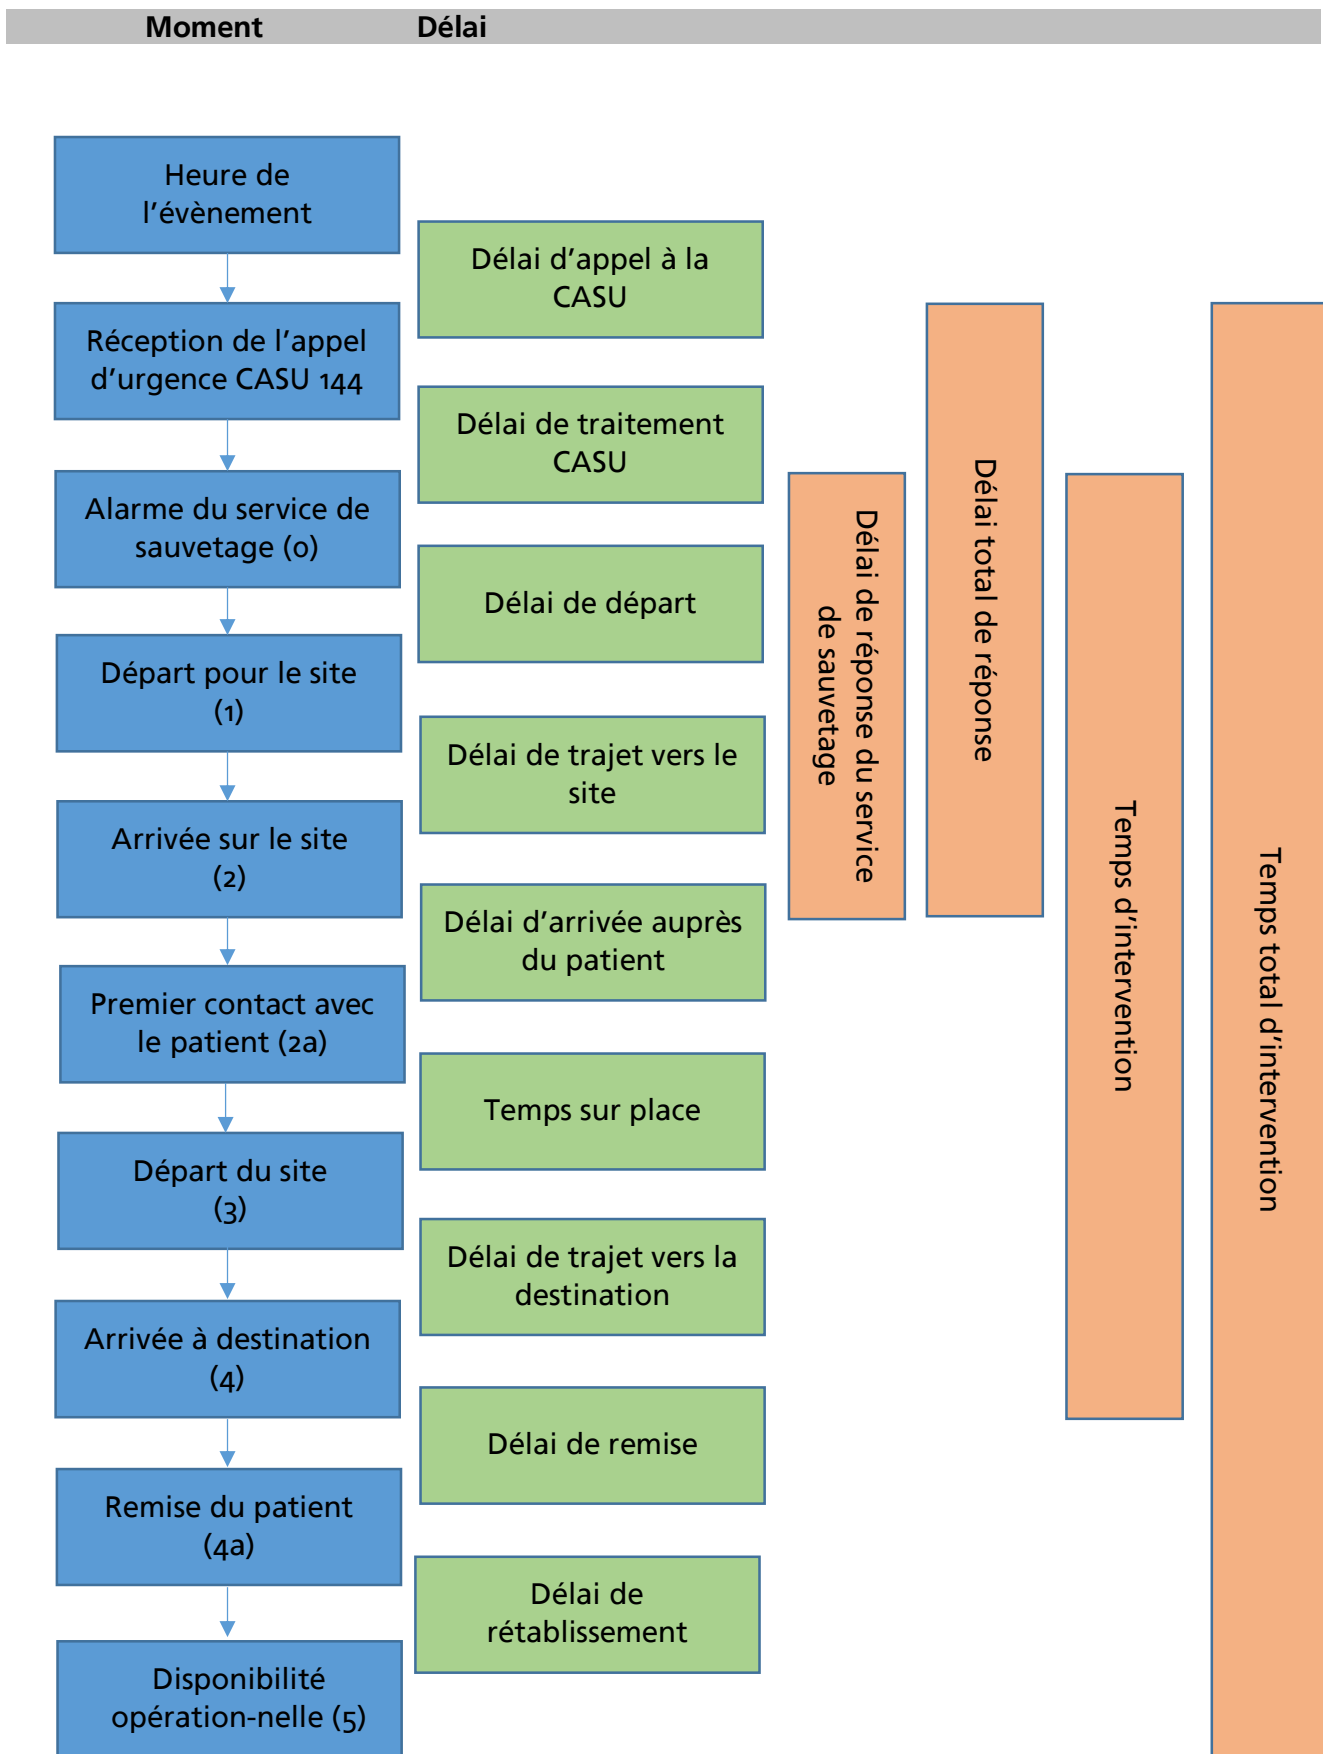 Moment Délai
Heure de
l'évènement
Délai d'appel à la
CASU
Réception de l'appel
d'urgence CASU 144
Délai de traitement
CASU
Alarme du service de
sauvetage (0)
Délai de départ
Départ pour le site
(1)
Délai de trajet vers le
site
Arrivée sur le site
(2)
Délai d'arrivée auprès
du patient
Premier contact avec
le patient (2a)
Temps sur place
Départ du site
(3)
Délai de trajet vers la
destination
Arrivée à destination
(4)
Délai de remise
Remise du patient
(4a)
Délai de
rétablissement
Disponibilité
opération-nelle (5)
Délai de réponse du service
de sauvetage
Délai total de réponse
Temps d'intervention
Temps total d'intervention